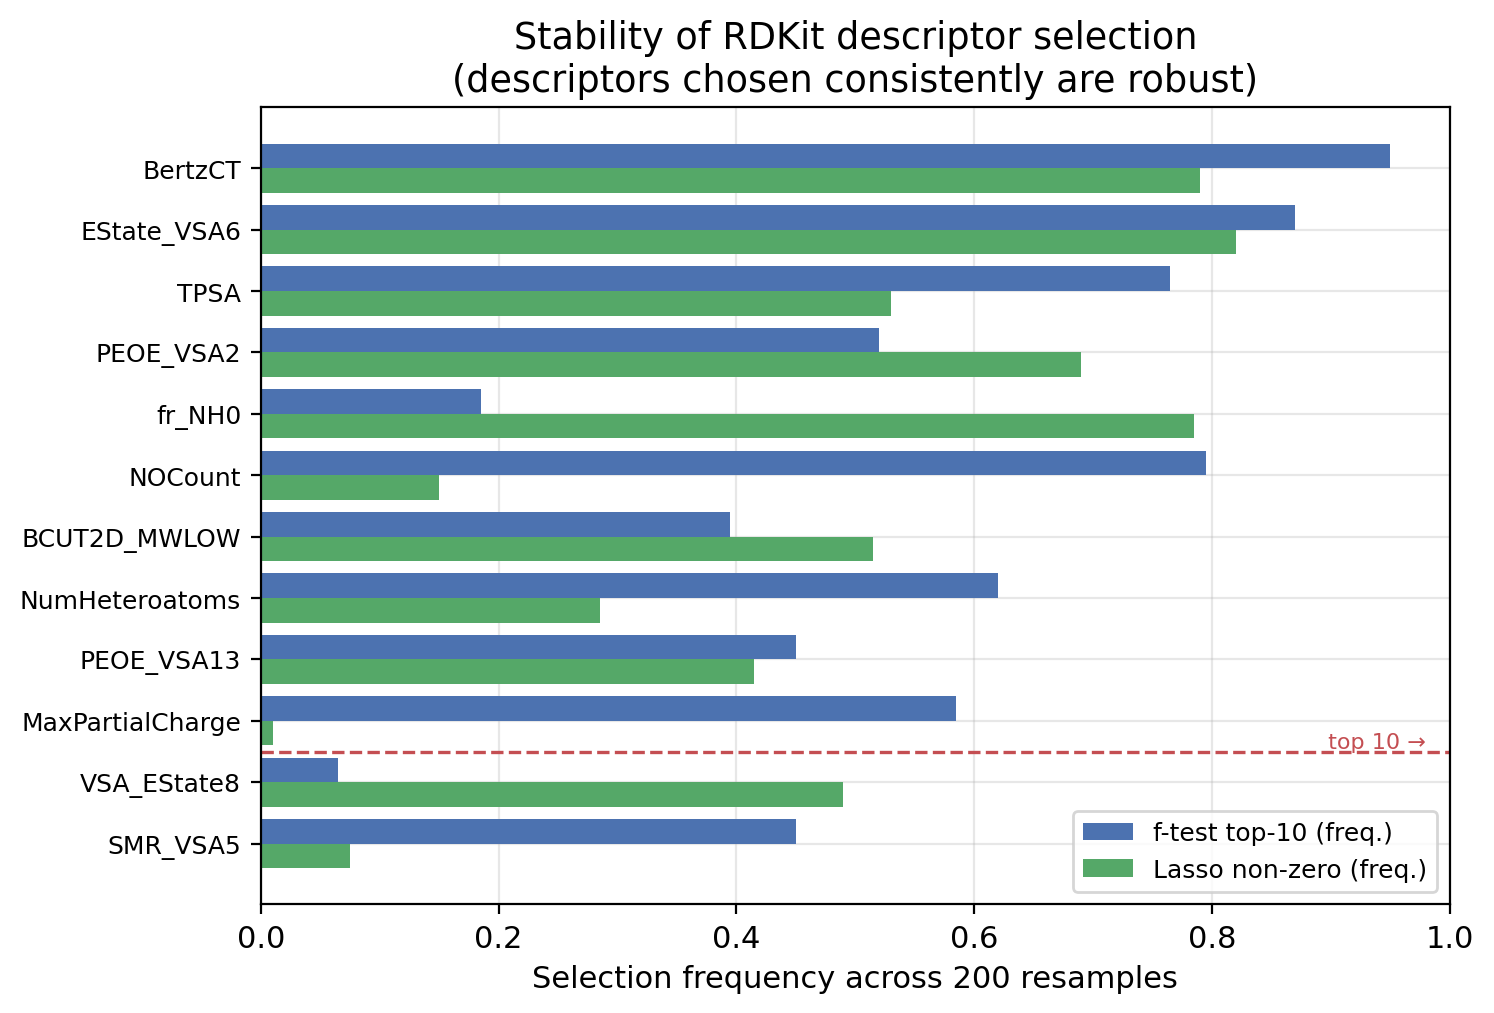 Stability of RDKit descriptor selection
(descriptors chosen consistently are robust)
BertzCT
EState_VSA6
TPSA
PEOE_VSA2
fr_NH0
NOCount
BCUT2D_MWLOW
NumHeteroatoms
PEOE_VSA13
MaxPartialCharge
top 10 →
VSA_EState8
SMR_VSA5
f-test top-10 (freq.)
Lasso non-zero (freq.)
0.0 0.2 0.4 0.6 0.8 1.0
Selection frequency across 200 resamples